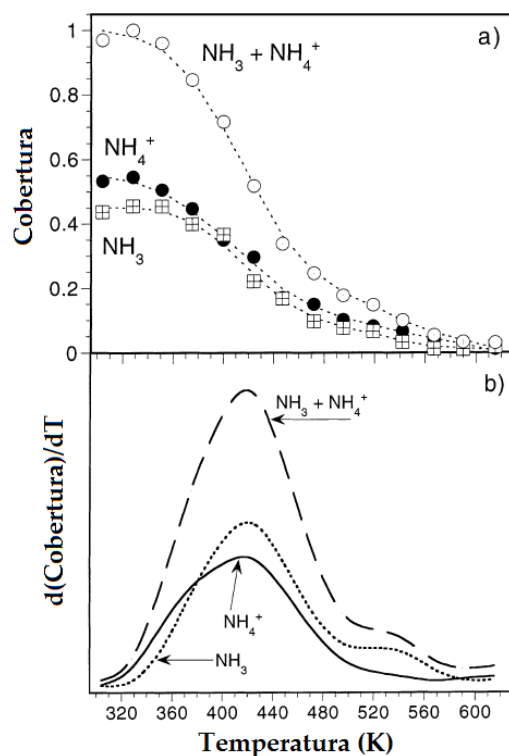 a)
NH₃ + NH₄⁺
NH₄⁺
NH₃
Cobertura
1
0.8
0.6
0.4
0.2
0
b)
NH₃ + NH₄⁺
NH₄⁺
NH₃
d(Cobertura)/dT
320 360 400 440 480 520 560 600
Temperatura (K)